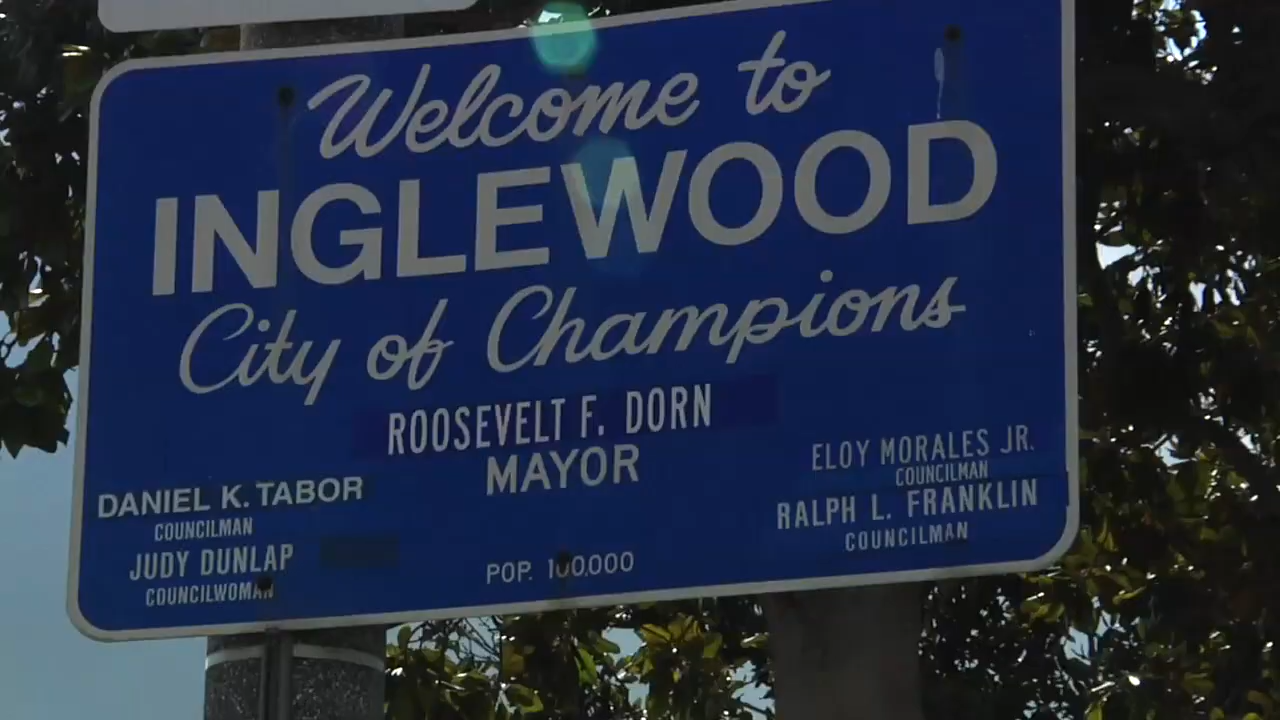 Welcome to
INGLEWOOD
City of Champions
ROOSEVELT F. DORN
MAYOR
DANIEL K. TABOR
COUNCILMAN
JUDY DUNLAP
COUNCILWOMAN
POP. 100,000
ELOY MORALES JR.
COUNCILMAN
RALPH L. FRANKLIN
COUNCILMAN